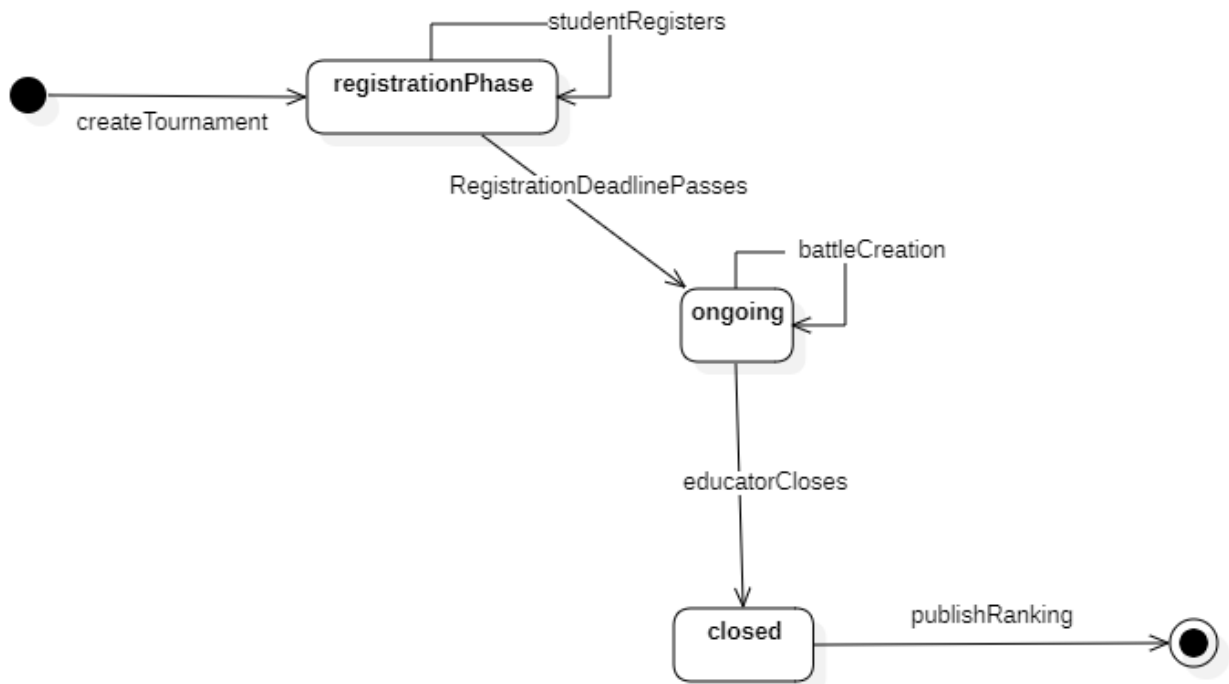 studentRegisters
registrationPhase
createTournament
RegistrationDeadlinePasses
battleCreation
ongoing
educatorCloses
publishRanking
closed